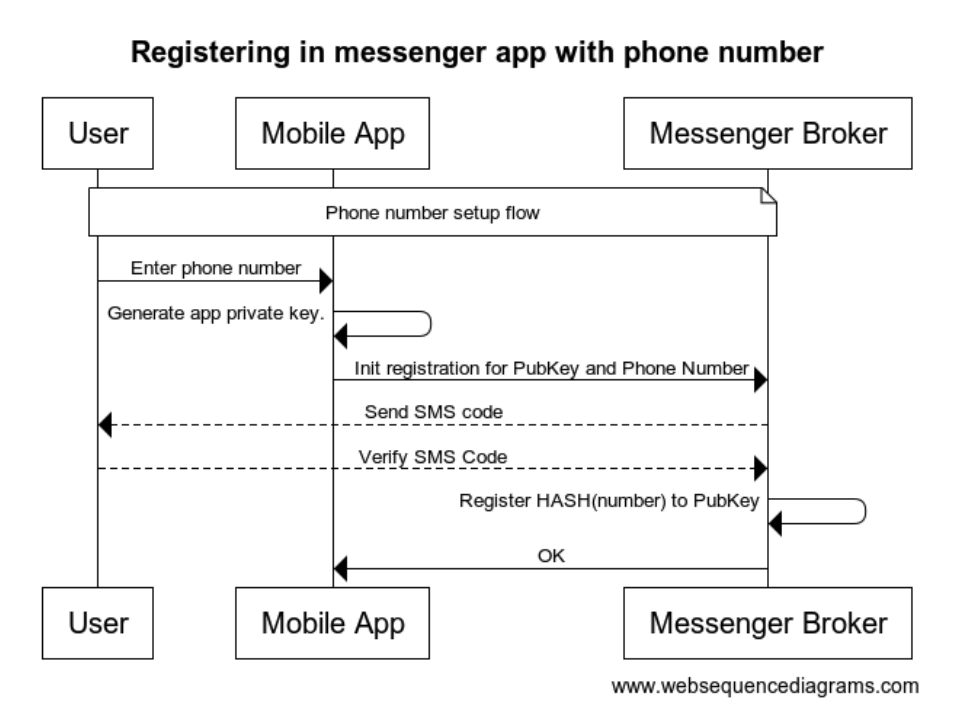 Registering in messenger app with phone number
User
Mobile App
Messenger Broker
Phone number setup flow
Enter phone number
Generate app private key.
Init registration for PubKey and Phone Number
Send SMS code
Verify SMS Code
Register HASH(number) to PubKey
OK
User
Mobile App
Messenger Broker
www.websequencediagrams.com